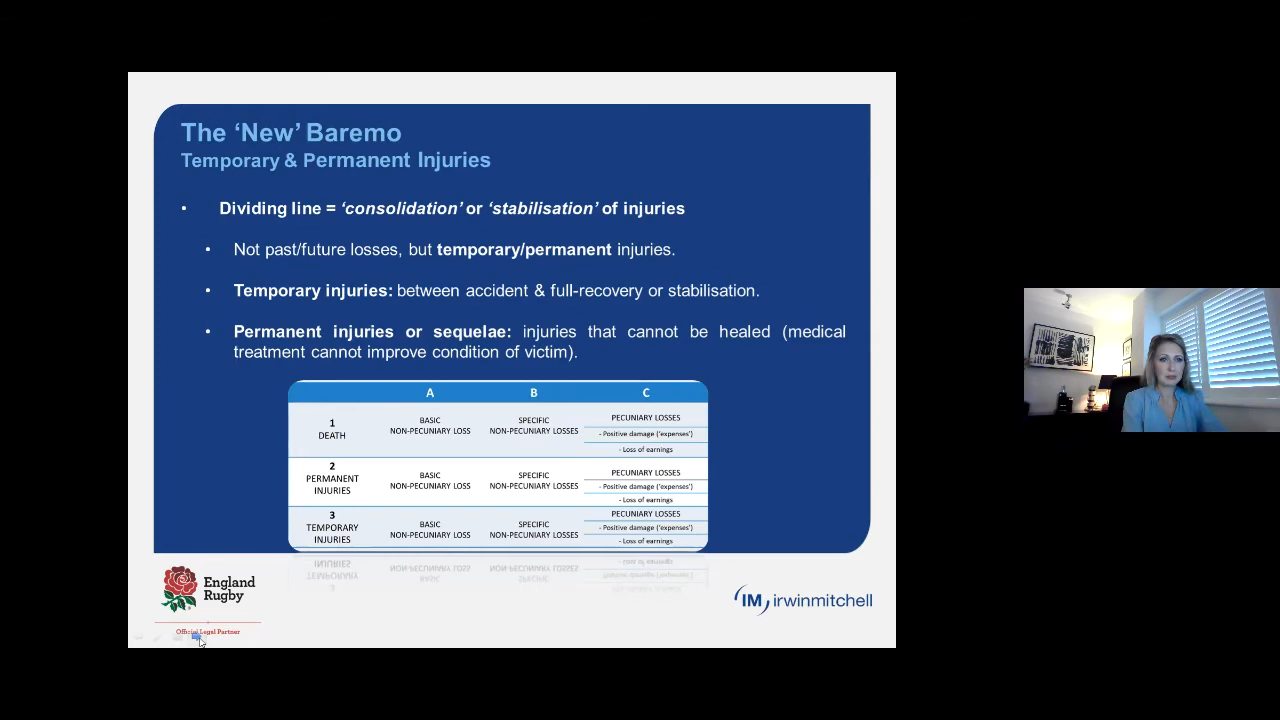 The ‘New’ Baremo
Temporary & Permanent Injuries
• Dividing line = ‘consolidation’ or ‘stabilisation’ of injuries
• Not past/future losses, but temporary/permanent injuries.
• Temporary injuries: between accident & full-recovery or stabilisation.
• Permanent injuries or sequelae: injuries that cannot be healed (medical
treatment cannot improve condition of victim).
A B C
1
DEATH
BASIC
NON-PECUNIARY LOSS
SPECIFIC
NON-PECUNIARY LOSSES
PECUNIARY LOSSES
- Positive damage ('expenses')
- Loss of earnings
2
PERMANENT
INJURIES
BASIC
NON-PECUNIARY LOSS
SPECIFIC
NON-PECUNIARY LOSSES
PECUNIARY LOSSES
- Positive damage ('expenses')
- Loss of earnings
3
TEMPORARY
INJURIES
BASIC
NON-PECUNIARY LOSS
SPECIFIC
NON-PECUNIARY LOSSES
PECUNIARY LOSSES
- Positive damage ('expenses')
- Loss of earnings
England
Rugby
Official Legal Partner
IM irwinmitchell